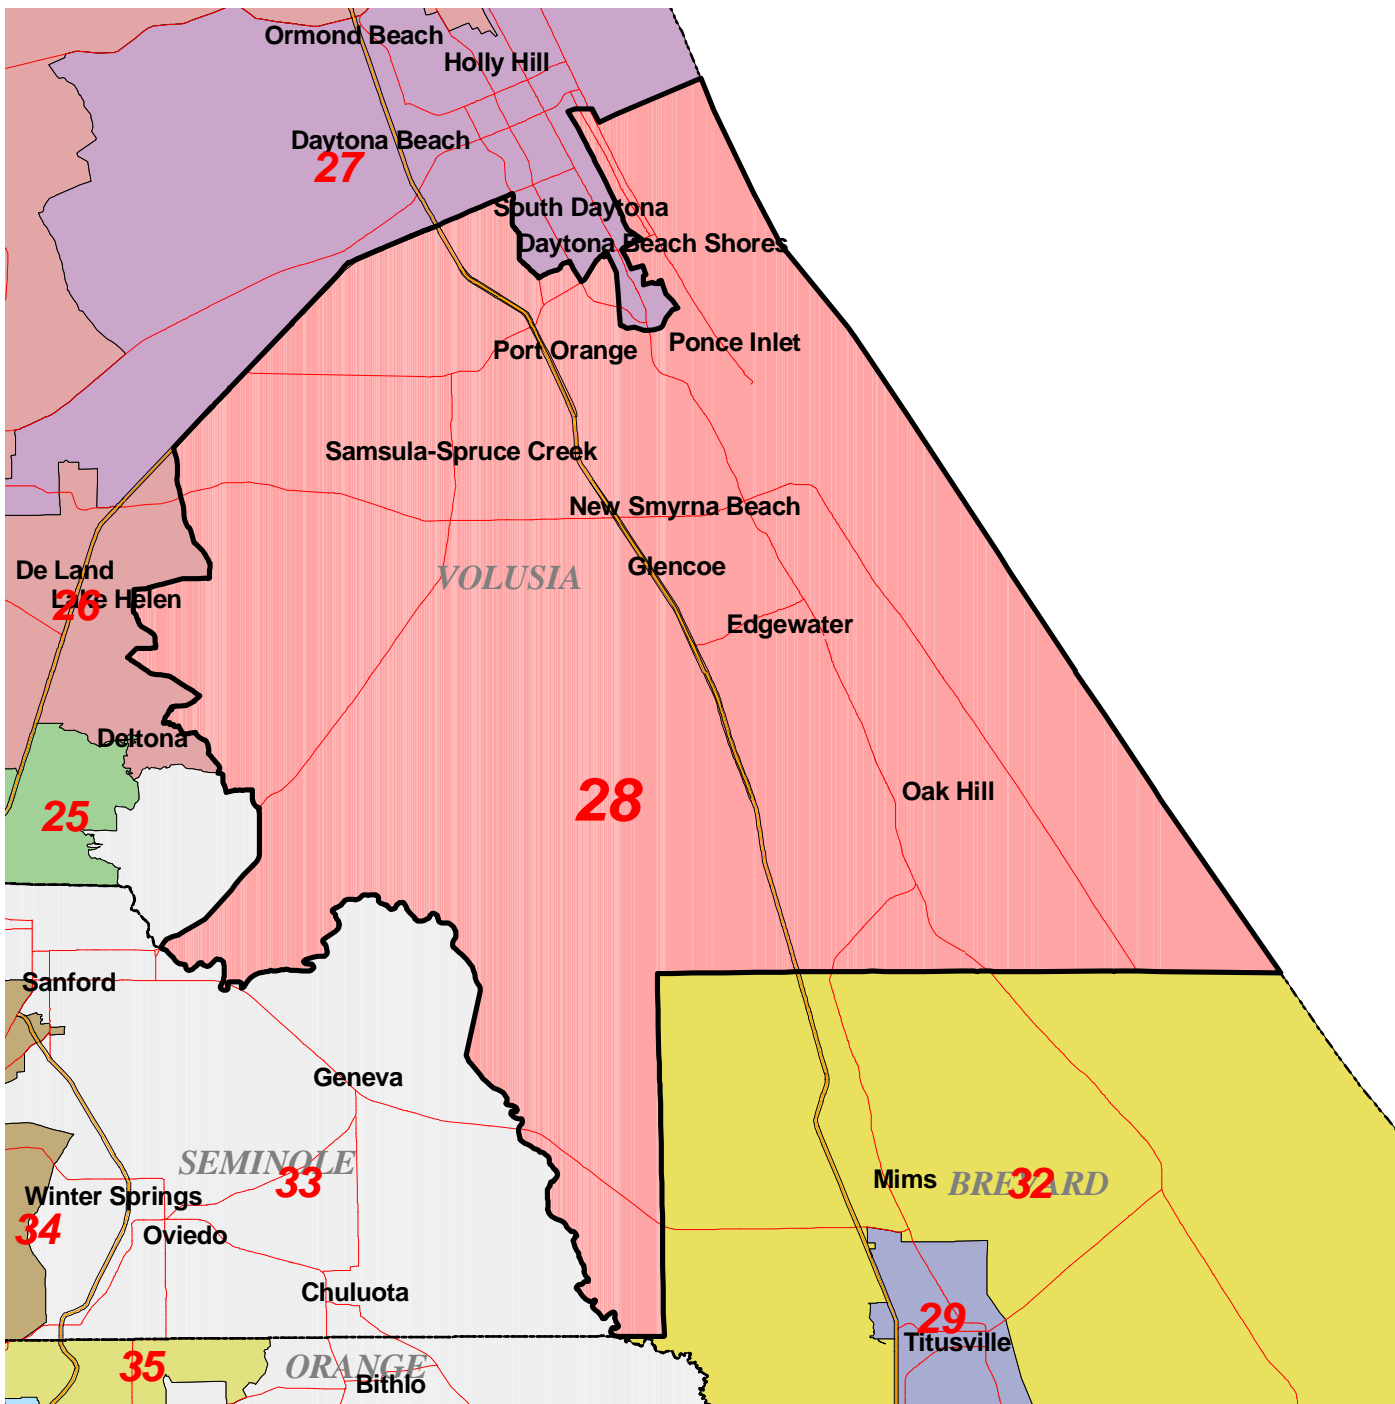 Ormond Beach
Holly Hill
Daytona Beach
27
South Daytona
Daytona Beach Shores
Ponce Inlet
Port Orange
Samsula-Spruce Creek
New Smyrna Beach
Glencoe
VOLUSIA
De Land
Lake Helen
26
Edgewater
Deltona
28
Oak Hill
25
Sanford
Geneva
SEMINOLE
33
Mims
BREVARD
32
Winter Springs
34
Oviedo
Chuluota
29
Titusville
35
ORANGE
Bithlo